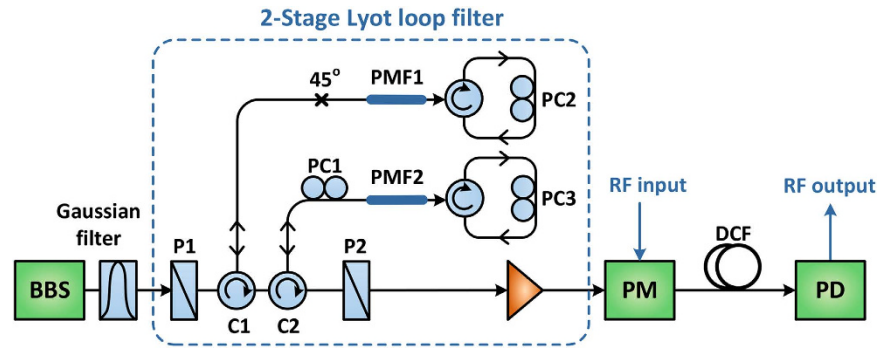 2-Stage Lyot loop filter
45°
PMF1
PC2
PC1
PMF2
PC3
RF input
RF output
Gaussian
filter
P1
P2
DCF
BBS
PM
PD
C1
C2